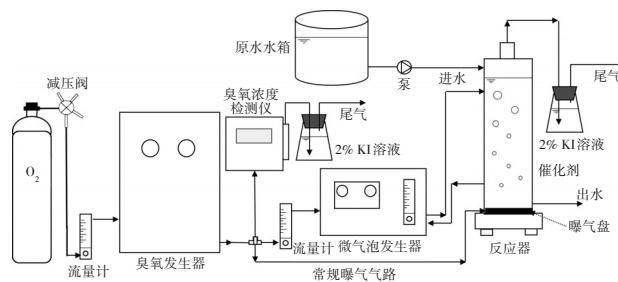 原水水箱
减压阀
臭氧浓度
检测仪
尾气
泵
进水
尾气
2% KI溶液
2% KI溶液
O2
催化剂
出水
曝气盘
流量计
臭氧发生器
流量计
微气泡发生器
反应器
常规曝气气路